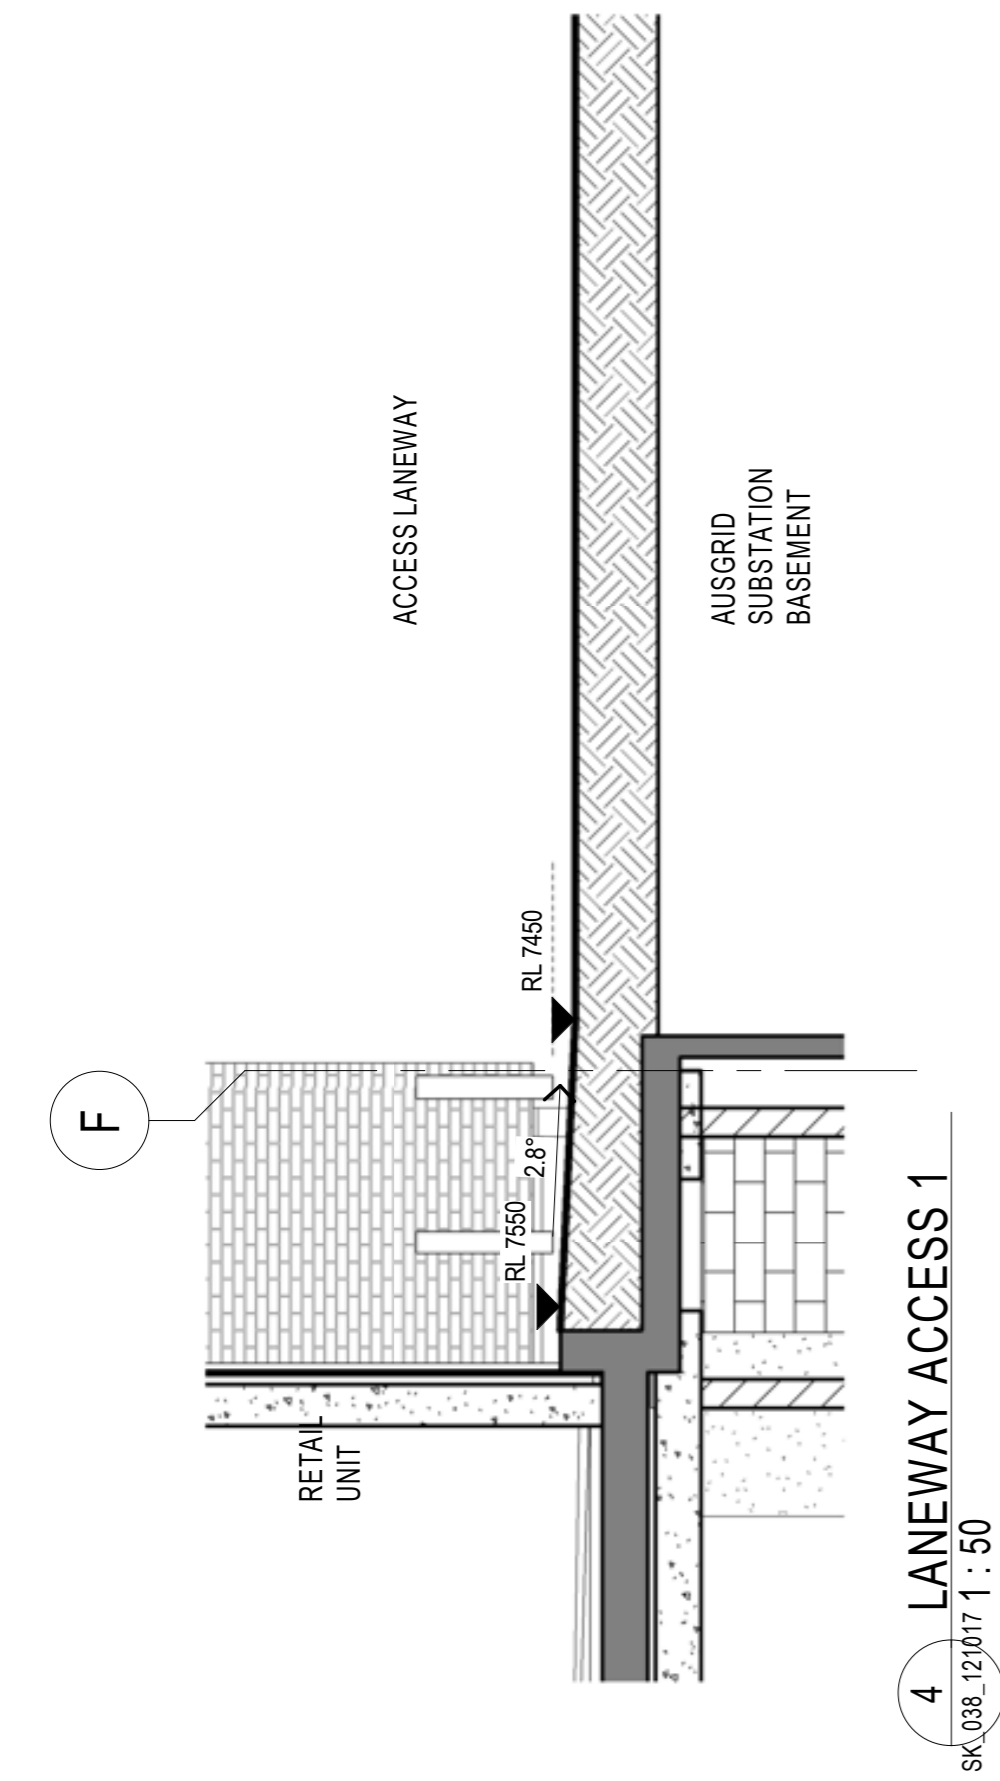 F
ACCESS LANEWAY
RL 7550
2.8°
RL 7450
RETAIL
UNIT
AUSGRID
SUBSTATION
BASEMENT
4
LANEWAY ACCESS 1
SK_038_121017 1 : 50